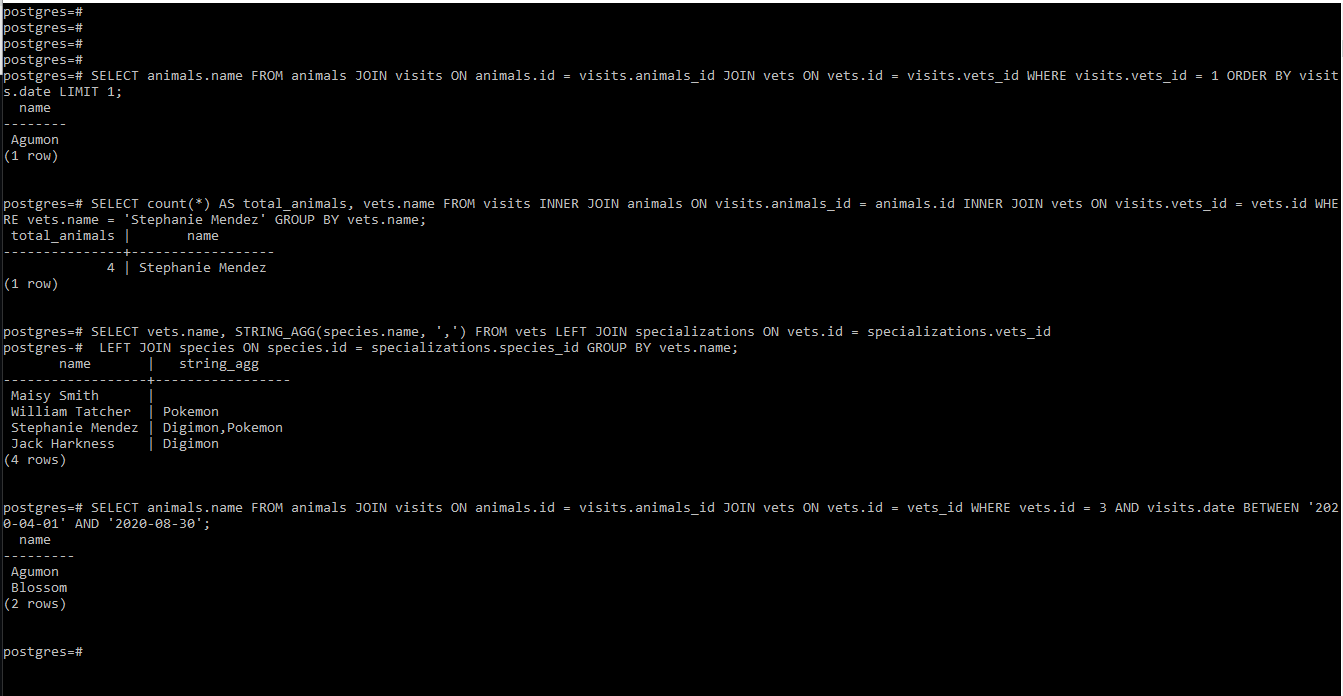 postgres=#
postgres=#
postgres=#
postgres=#
postgres=# SELECT animals.name FROM animals JOIN visits ON animals.id = visits.animals_id JOIN vets ON vets.id = visits.vets_id WHERE visits.vets_id = 1 ORDER BY visit
s.date LIMIT 1;
  name
--------
 Agumon
(1 row)


postgres=# SELECT count(*) AS total_animals, vets.name FROM visits INNER JOIN animals ON visits.animals_id = animals.id INNER JOIN vets ON visits.vets_id = vets.id WHE
RE vets.name = 'Stephanie Mendez' GROUP BY vets.name;
 total_animals |       name
---------------+------------------
             4 | Stephanie Mendez
(1 row)


postgres=# SELECT vets.name, STRING_AGG(species.name, ',') FROM vets LEFT JOIN specializations ON vets.id = specializations.vets_id
postgres-#  LEFT JOIN species ON species.id = specializations.species_id GROUP BY vets.name;
       name       |   string_agg
------------------+-----------------
 Maisy Smith      |
 William Tatcher  | Pokemon
 Stephanie Mendez | Digimon,Pokemon
 Jack Harkness    | Digimon
(4 rows)


postgres=# SELECT animals.name FROM animals JOIN visits ON animals.id = visits.animals_id JOIN vets ON vets.id = vets_id WHERE vets.id = 3 AND visits.date BETWEEN '202
0-04-01' AND '2020-08-30';
  name
---------
 Agumon
 Blossom
(2 rows)


postgres=#